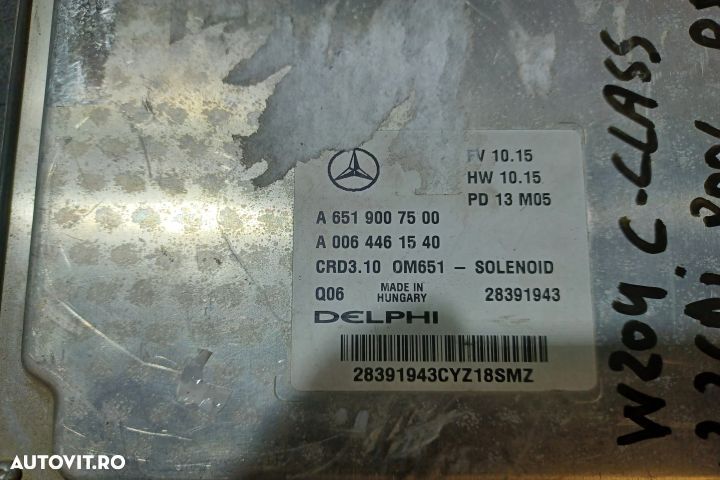 FV 10.15
HW 10.15
PD 13 M05
A 651 900 75 00
A 006 446 15 40
CRD3.10 OM651 – SOLENOID
Q06 MADE IN HUNGARY 28391943
DELPHI
28391943CYZ18SMZ
W204 C-CLASS
AUTOVIT.RO